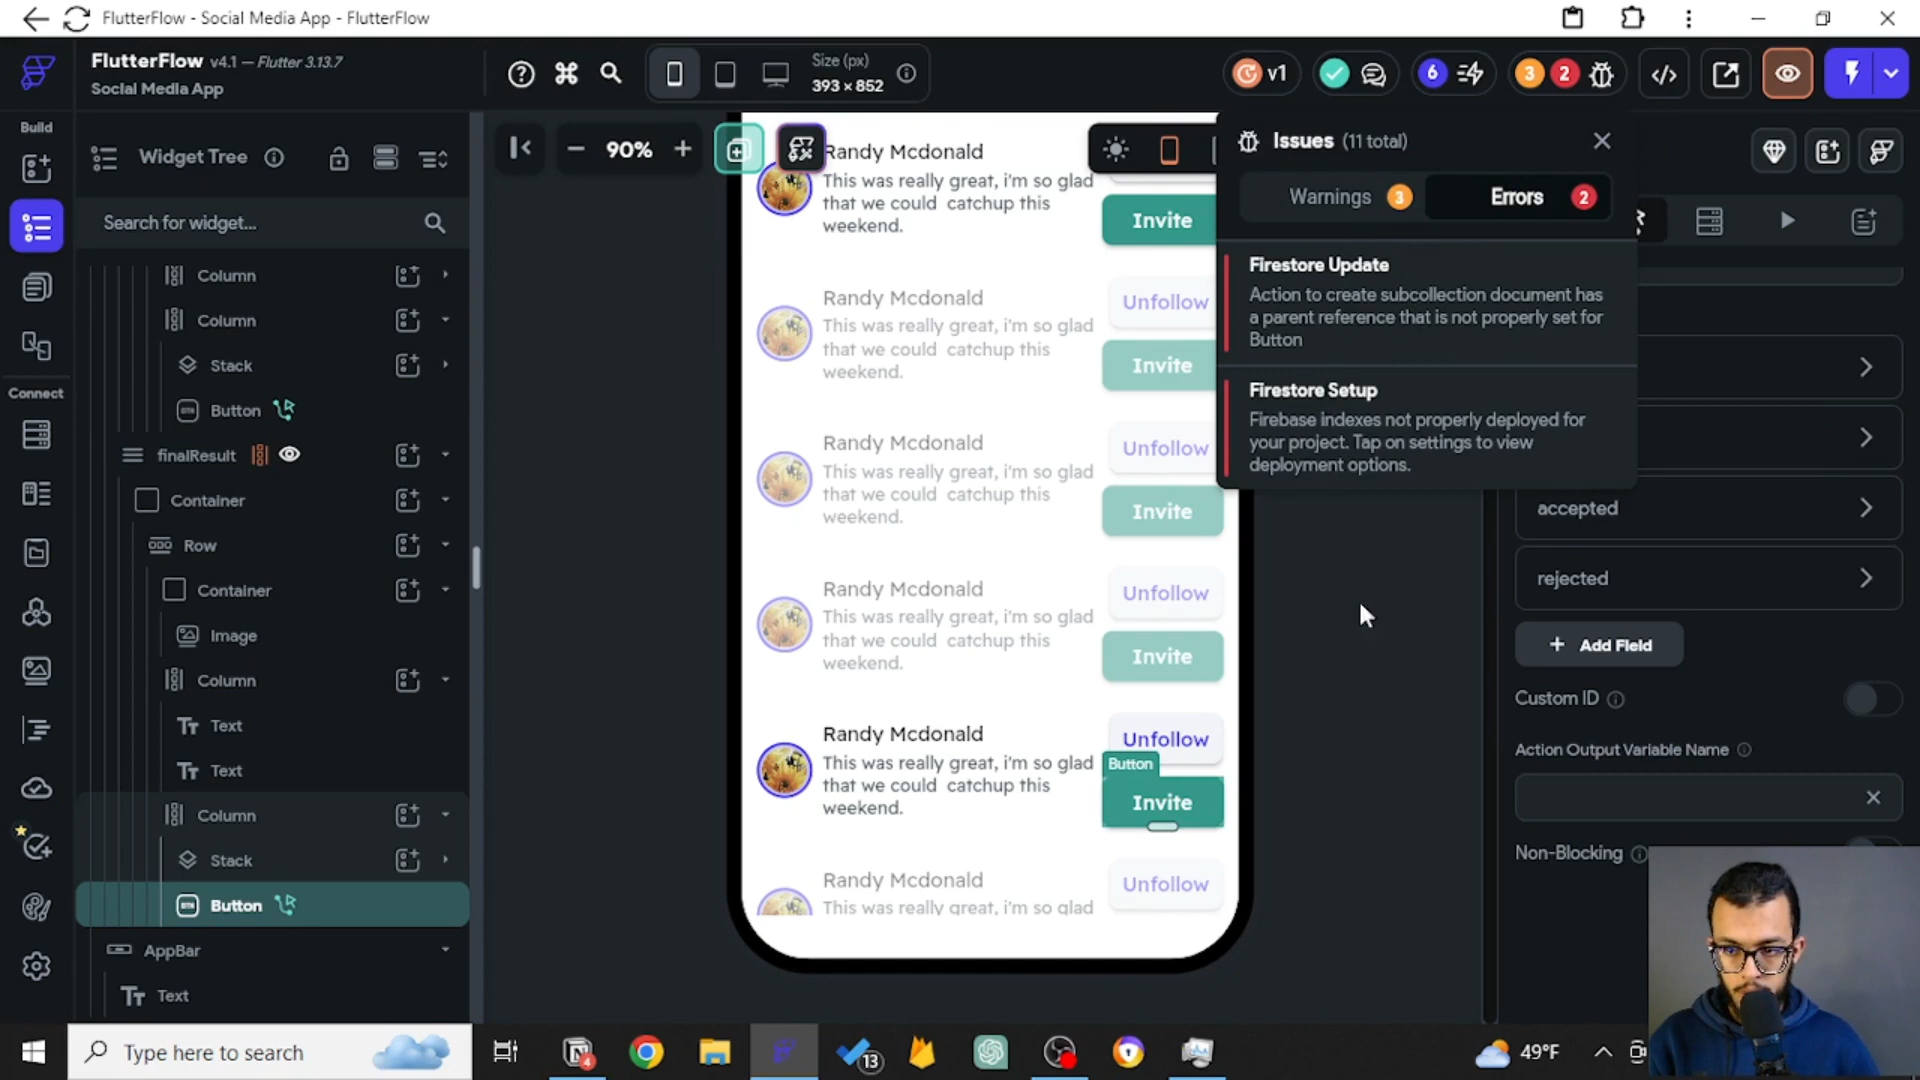 FlutterFlow - Social Media App - FlutterFlow
FlutterFlow v4.1 — Flutter 3.13.7
Social Media App
Size (px)
393 × 852
v1
6
3
2
Build
Connect
Widget Tree
Search for widget...
Column
Column
Stack
Button
finalResult
Container
Row
Container
Image
Column
Text
Text
Column
Stack
Button
AppBar
Text
90%
Randy Mcdonald
This was really great, i'm so glad
that we could catchup this
weekend.
Invite
Randy Mcdonald
This was really great, i'm so glad
that we could catchup this
weekend.
Unfollow
Invite
Randy Mcdonald
This was really great, i'm so glad
that we could catchup this
weekend.
Unfollow
Invite
Randy Mcdonald
This was really great, i'm so glad
that we could catchup this
weekend.
Unfollow
Invite
Randy Mcdonald
This was really great, i'm so glad
that we could catchup this
weekend.
Unfollow
Button
Invite
Randy Mcdonald
This was really great, i'm so glad
Unfollow
Issues (11 total)
Warnings 3
Errors 2
Firestore Update
Action to create subcollection document has
a parent reference that is not properly set for
Button
Firestore Setup
Firebase indexes not properly deployed for
your project. Tap on settings to view
deployment options.
accepted
rejected
+ Add Field
Custom ID
Action Output Variable Name
Non-Blocking
Type here to search
4
13
49°F